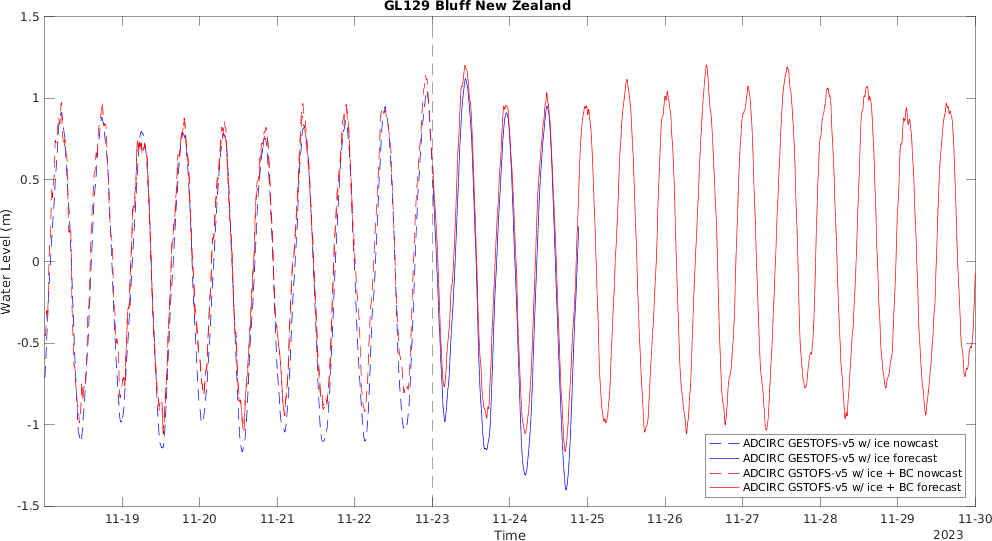 GL129 Bluff New Zealand
1.5
1
0.5
0
-0.5
-1
-1.5
Water Level (m)
ADCIRC GESTOFS-v5 w/ ice nowcast
ADCIRC GESTOFS-v5 w/ ice forecast
ADCIRC GSTOFS-v5 w/ ice + BC nowcast
ADCIRC GSTOFS-v5 w/ ice + BC forecast
11-19 11-20 11-21 11-22 11-23 11-24 11-25 11-26 11-27 11-28 11-29 11-30
Time
2023